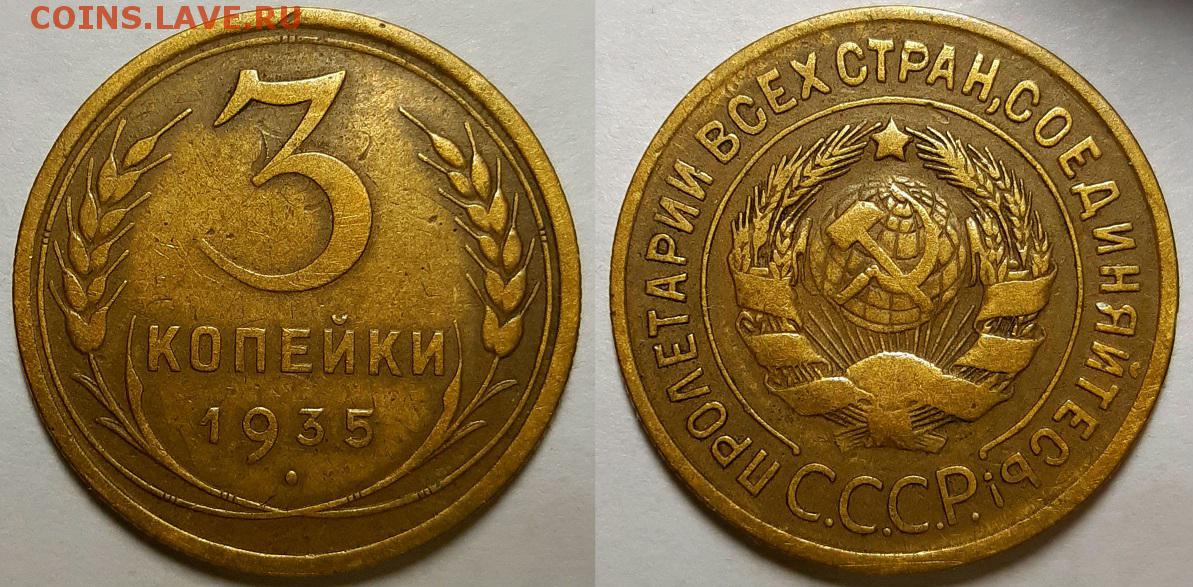 COINS.LAVE.RU
3
КОПЕЙКИ
1935
ПРОЛЕТАРИИ ВСЕХ СТРАН, СОЕДИНЯЙТЕСЬ!
С.С.С.Р.